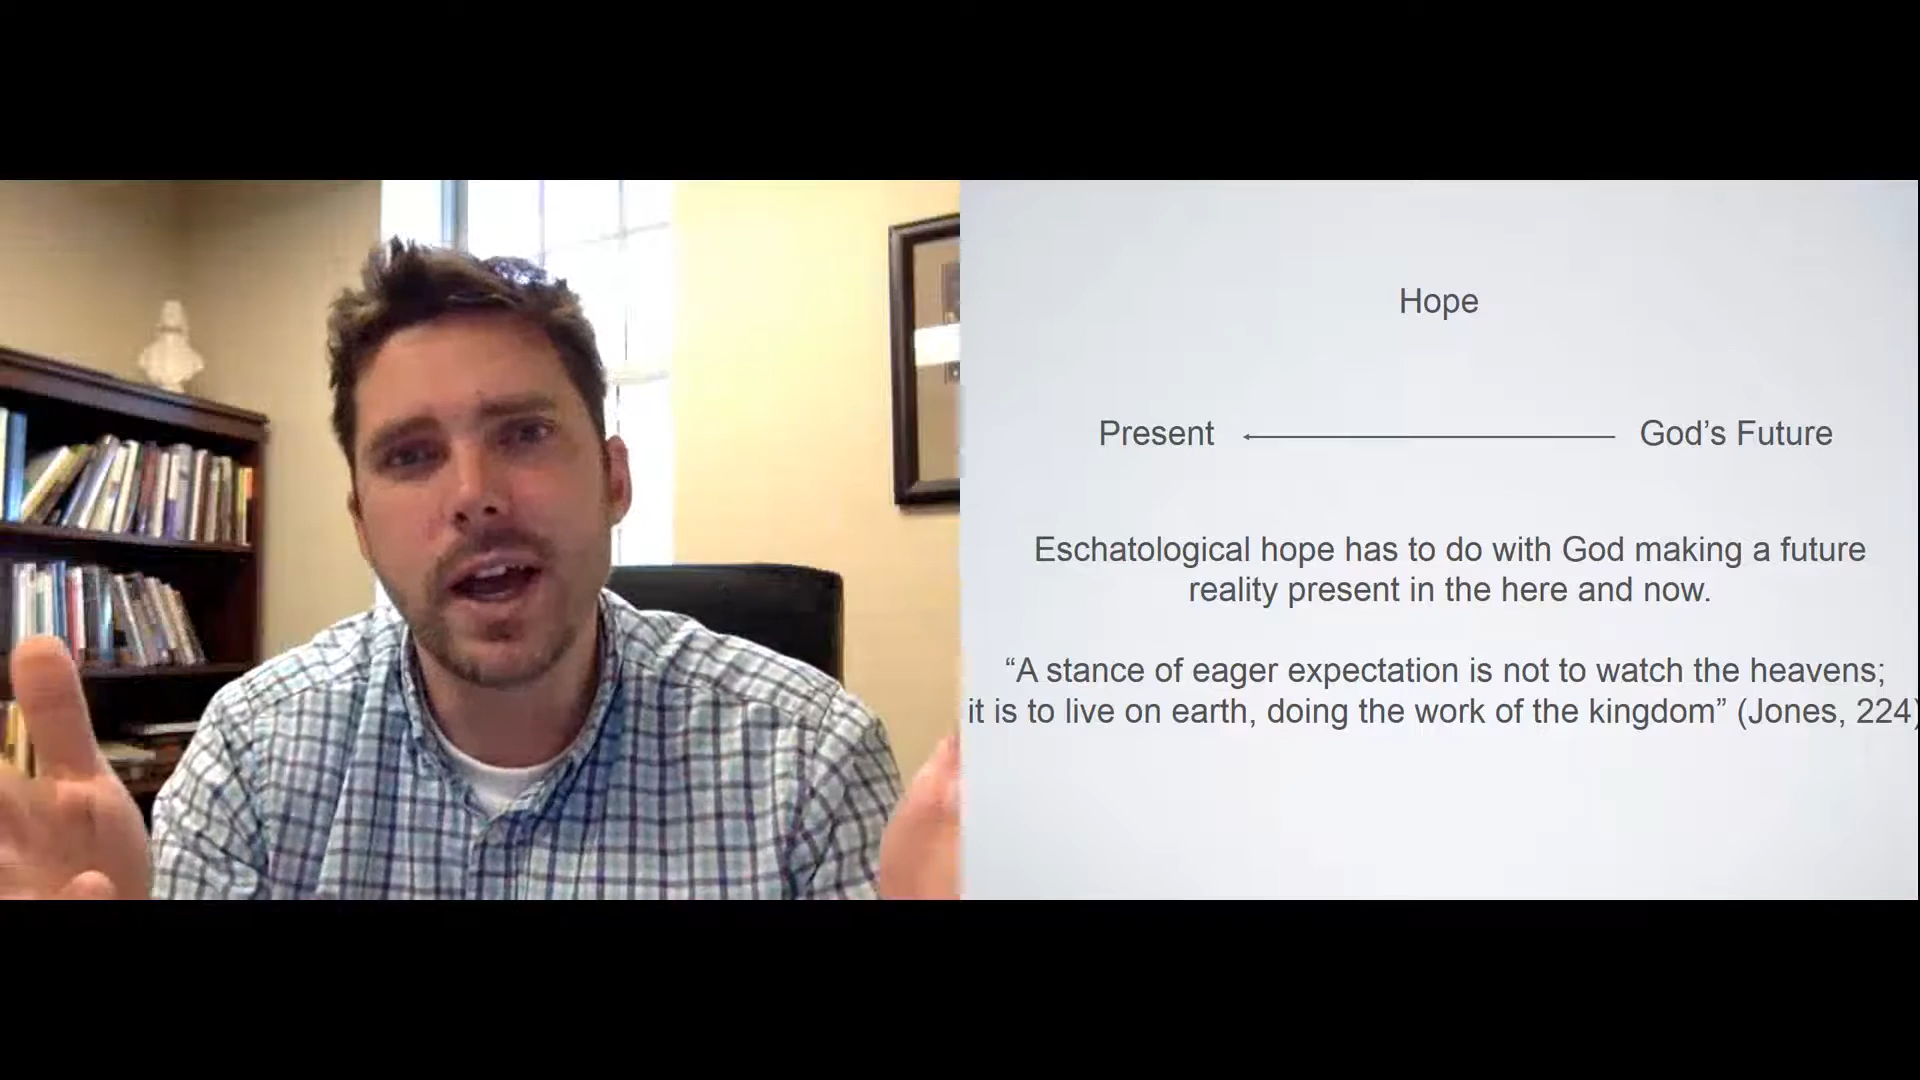 Hope
Present God’s Future
Eschatological hope has to do with God making a future
reality present in the here and now.
“A stance of eager expectation is not to watch the heavens;
it is to live on earth, doing the work of the kingdom” (Jones, 224)